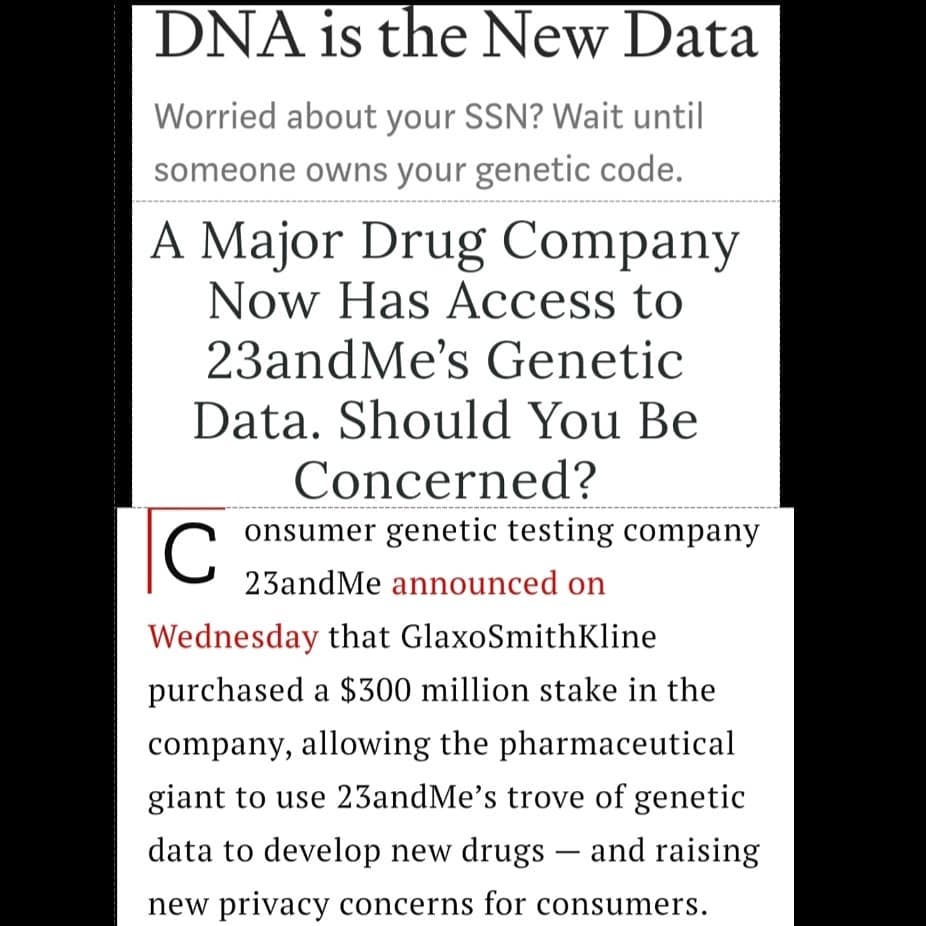 DNA is the New Data
Worried about your SSN? Wait until
someone owns your genetic code.
A Major Drug Company
Now Has Access to
23andMe’s Genetic
Data. Should You Be
Concerned?
Consumer genetic testing company
23andMe announced on
Wednesday that GlaxoSmithKline
purchased a $300 million stake in the
company, allowing the pharmaceutical
giant to use 23andMe’s trove of genetic
data to develop new drugs — and raising
new privacy concerns for consumers.